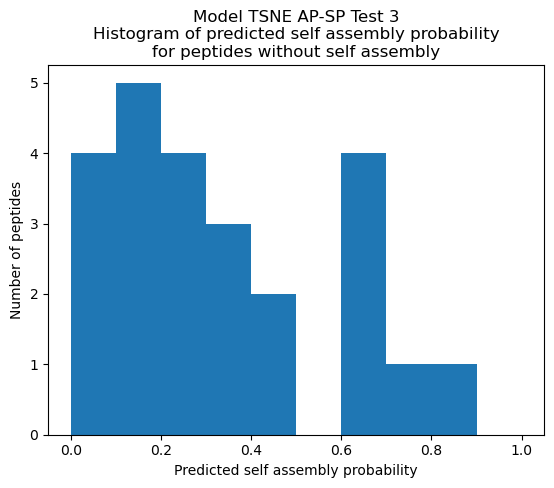 Model TSNE AP-SP Test 3
Histogram of predicted self assembly probability
for peptides without self assembly
5
4
3
2
1
0
Number of peptides
0.0 0.2 0.4 0.6 0.8 1.0
Predicted self assembly probability